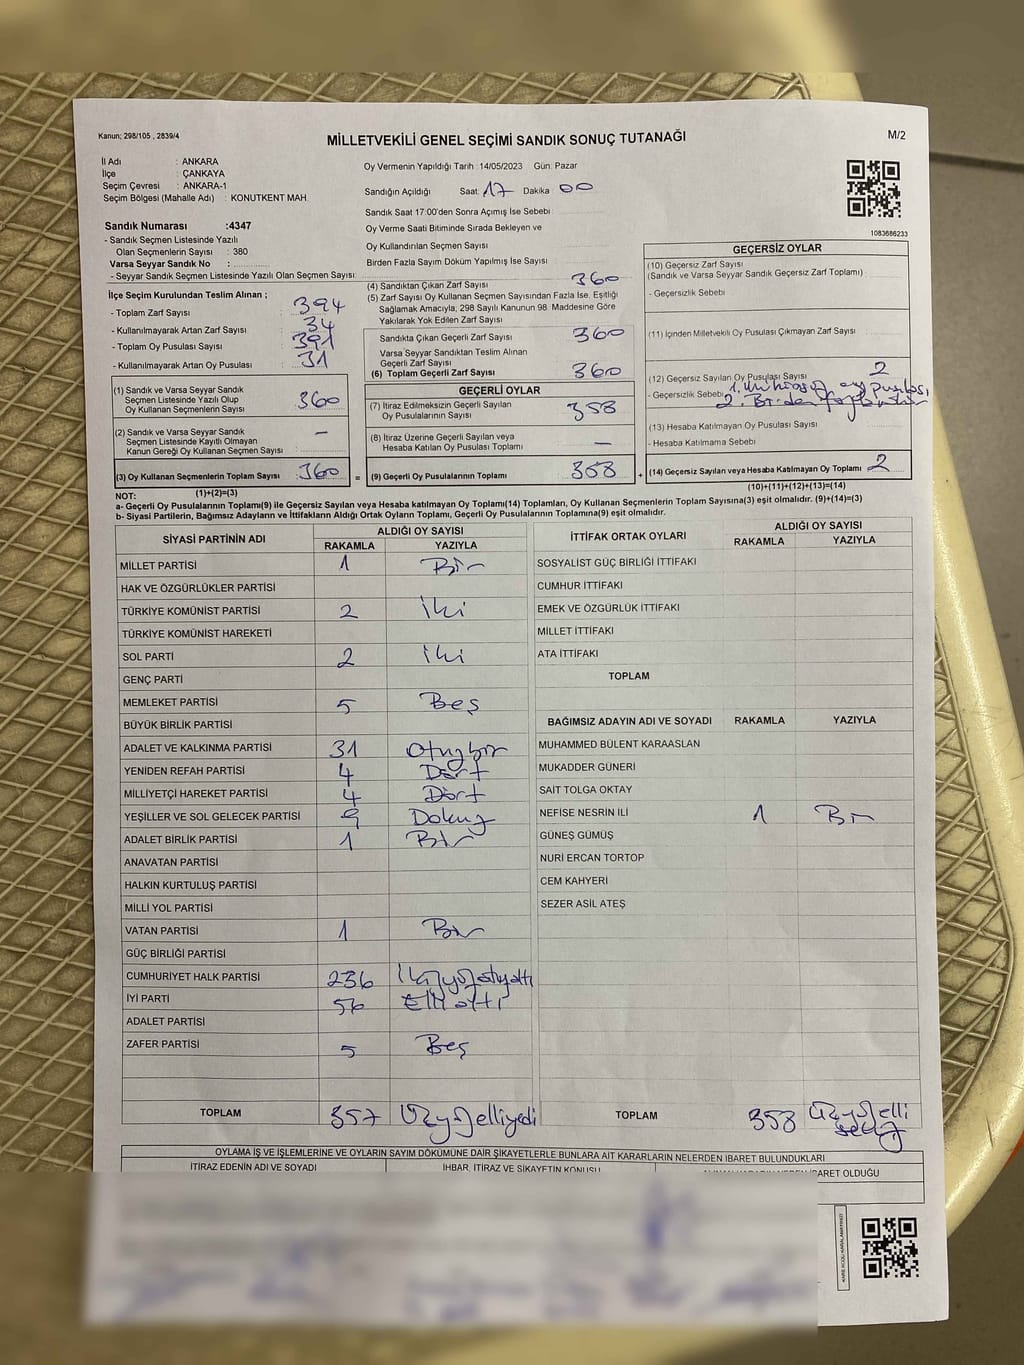 Kanun; 298/105 , 2839/4
MİLLETVEKİLİ GENEL SEÇİMİ SANDIK SONUÇ TUTANAĞI
M/2
İl Adı : ANKARA
İlçe : ÇANKAYA
Seçim Çevresi : ANKARA-1
Seçim Bölgesi (Mahalle Adı) : KONUTKENT MAH.
Oy Vermenin Yapıldığı Tarih :14/05/2023 Gün: Pazar
Sandığın Açıldığı Saat: 17 Dakika 00
Sandık Saat 17:00'den Sonra Açımış İse Sebebi
Oy Verme Saati Bitiminde Sırada Bekleyen ve
Oy Kullandırılan Seçmen Sayısı
Birden Fazla Sayım Döküm Yapılmış İse Sayısı
1083686233
Sandık Numarası :4347
- Sandık Seçmen Listesinde Yazılı
Olan Seçmenlerin Sayısı : 380
Varsa Seyyar Sandık No :
- Seyyar Sandık Seçmen Listesinde Yazılı Olan Seçmen Sayısı:
İlçe Seçim Kurulundan Teslim Alınan ;
- Toplam Zarf Sayısı : 394
- Kullanılmayarak Artan Zarf Sayısı : 34
- Toplam Oy Pusulası Sayısı : 391
- Kullanılmayarak Artan Oy Pusulası : 31
(1) Sandık ve Varsa Seyyar Sandık
Seçmen Listesinde Yazılı Olup
Oy Kullanan Seçmenlerin Sayısı 360
(2) Sandık ve Varsa Seyyar Sandık
Seçmen Listesinde Kayıtlı Olmayan
Kanun Gereği Oy Kullanan Seçmen Sayısı –
(3) Oy Kullanan Seçmenlerin Toplam Sayısı 360
(1)+(2)=(3)
(4) Sandıktan Çıkan Zarf Sayısı 360
(5) Zarf Sayısı Oy Kullanan Seçmen Sayısından Fazla İse. Eşitliği
Sağlamak Amacıyla; 298 Sayılı Kanunun 98. Maddesine Göre
Yakılarak Yok Edilen Zarf Sayısı
Sandıkta Çıkan Geçerli Zarf Sayısı 360
Varsa Seyyar Sandıktan Teslim Alınan
Geçerli Zarf Sayısı
(6) Toplam Geçerli Zarf Sayısı 360
GEÇERLİ OYLAR
(7) İtiraz Edilmeksizin Geçerli Sayılan
Oy Pusulalarının Sayısı 358
(8) İtiraz Üzerine Geçerli Sayılan veya
Hesaba Katılan Oy Pusulası Toplamı –
= (9) Geçerli Oy Pusulalarının Toplamı 358 +
GEÇERSİZ OYLAR
(10) Geçersiz Zarf Sayısı
(Sandık ve Varsa Seyyar Sandık Geçersiz Zarf Toplamı)
- Geçersizlik Sebebi
(11) İçinden Milletvekili Oy Pusulası Çıkmayan Zarf Sayısı
(12) Geçersiz Sayılan Oy Pusulası Sayısı 2
- Geçersizlik Sebebi 1. oy pusulası
2. Birden
(13) Hesaba Katılmayan Oy Pusulası Sayısı
- Hesaba Katılmama Sebebi
(14) Geçersiz Sayılan veya Hesaba Katılmayan Oy Toplamı 2
(10)+(11)+(12)+(13)=(14)
NOT:
a- Geçerli Oy Pusulalarının Toplamı(9) ile Geçersiz Sayılan veya Hesaba katılmayan Oy Toplamı(14) Toplamları, Oy Kullanan Seçmenlerin Toplam Sayısına(3) eşit olmalıdır. (9)+(14)=(3)
b- Siyasi Partilerin, Bağımsız Adayların ve İttifakların Aldığı Ortak Oyların Toplamı, Geçerli Oy Pusulalarının Toplamına(9) eşit olmalıdır.
SİYASİ PARTİNİN ADI
ALDIĞI OY SAYISI
RAKAMLA YAZIYLA
MİLLET PARTİSİ 1 Bir
HAK VE ÖZGÜRLÜKLER PARTİSİ
TÜRKİYE KOMÜNİST PARTİSİ 2 İki
TÜRKİYE KOMÜNİST HAREKETİ
SOL PARTİ 2 İki
GENÇ PARTİ
MEMLEKET PARTİSİ 5 Beş
BÜYÜK BİRLİK PARTİSİ
ADALET VE KALKINMA PARTİSİ 31 Otuzbir
YENİDEN REFAH PARTİSİ 4 Dört
MİLLİYETÇİ HAREKET PARTİSİ 4 Dört
YEŞİLLER VE SOL GELECEK PARTİSİ 9 Dokuz
ADALET BİRLİK PARTİSİ 1 Bir
ANAVATAN PARTİSİ
HALKIN KURTULUŞ PARTİSİ
MİLLİ YOL PARTİSİ
VATAN PARTİSİ 1 Bir
GÜÇ BİRLİĞİ PARTİSİ
CUMHURİYET HALK PARTİSİ 236 İkiyüzotuzaltı
İYİ PARTİ 56 Elli altı
ADALET PARTİSİ
ZAFER PARTİSİ 5 Beş
TOPLAM 357 Üçyüzelliyedi
İTTİFAK ORTAK OYLARI
ALDIĞI OY SAYISI
RAKAMLA YAZIYLA
SOSYALİST GÜÇ BİRLİĞİ İTTİFAKI
CUMHUR İTTİFAKI
EMEK VE ÖZGÜRLÜK İTTİFAKI
MİLLET İTTİFAKI
ATA İTTİFAKI
TOPLAM
BAĞIMSIZ ADAYIN ADI VE SOYADI RAKAMLA YAZIYLA
MUHAMMED BÜLENT KARAASLAN
MUKADDER GÜNERİ
SAİT TOLGA OKTAY
NEFİSE NESRİN İLİ 1 Bir
GÜNEŞ GÜMÜŞ
NURİ ERCAN TORTOP
CEM KAHYERİ
SEZER ASİL ATEŞ
TOPLAM 358 Üçyüzelli
sekiz
OYLAMA İŞ VE İŞLEMLERİNE VE OYLARIN SAYIM DÖKÜMÜNE DAİR ŞİKAYETLERLE BUNLARA AİT KARARLARIN NELERDEN İBARET BULUNDUKLARI
İTİRAZ EDENİN ADI VE SOYADI
İHBAR, İTİRAZ VE ŞİKAYETİN KONUSU
İBARET OLDUĞU